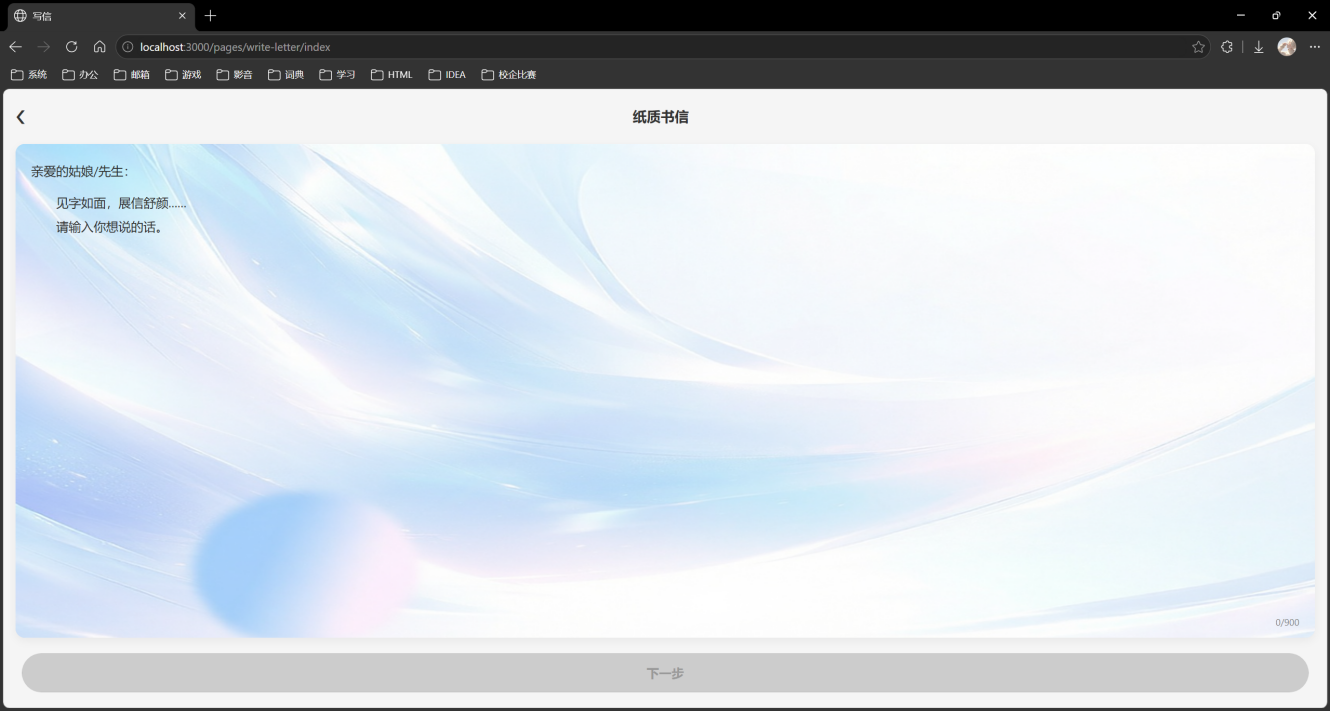 写信
localhost:3000/pages/write-letter/index
系统 办公 邮箱 游戏 影音 词典 学习 HTML IDEA 校企比赛
纸质书信
亲爱的姑娘/先生：
见字如面，展信舒颜……
请输入你想说的话。
0/900
下一步